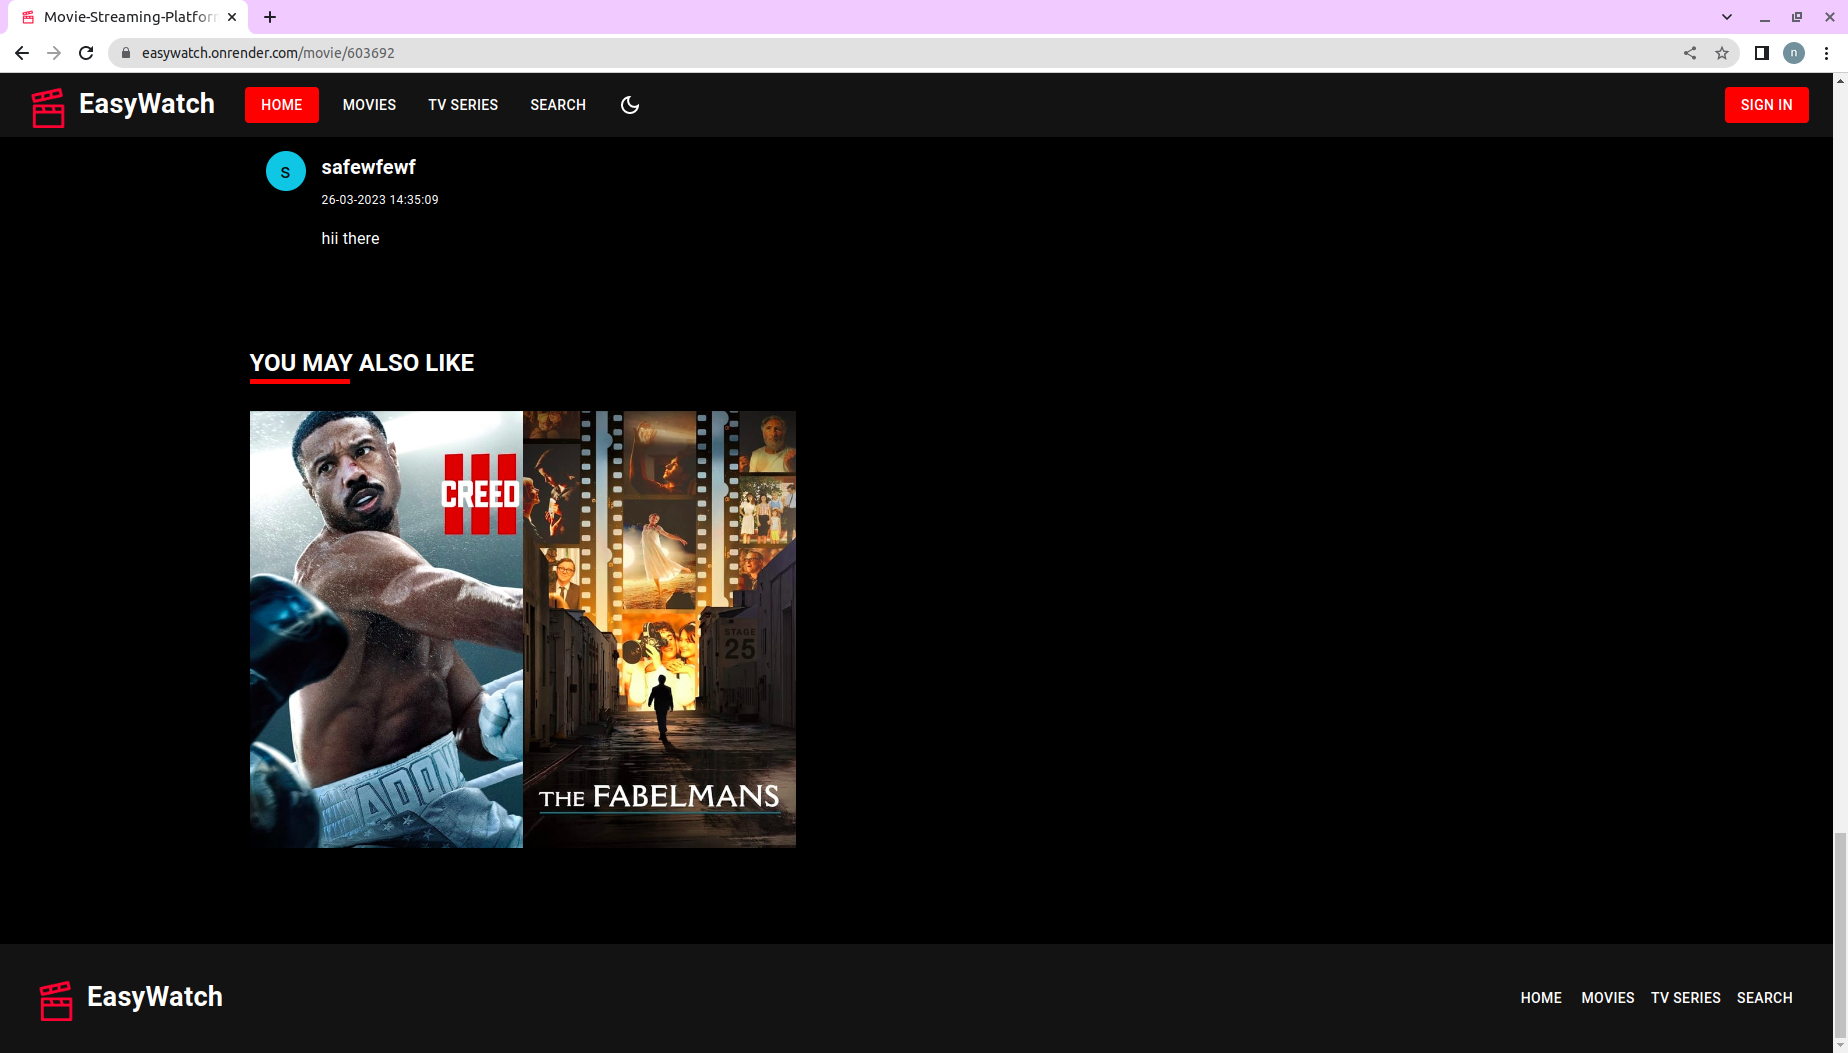 Movie-Streaming-Platfor
easywatch.onrender.com/movie/603692
n
EasyWatch
HOME
MOVIES
TV SERIES
SEARCH
SIGN IN
s
safewfewf
26-03-2023 14:35:09
hii there
YOU MAY ALSO LIKE
CREED
III
ADON
STAGE
25
THE FABELMANS
EasyWatch
HOME
MOVIES
TV SERIES
SEARCH